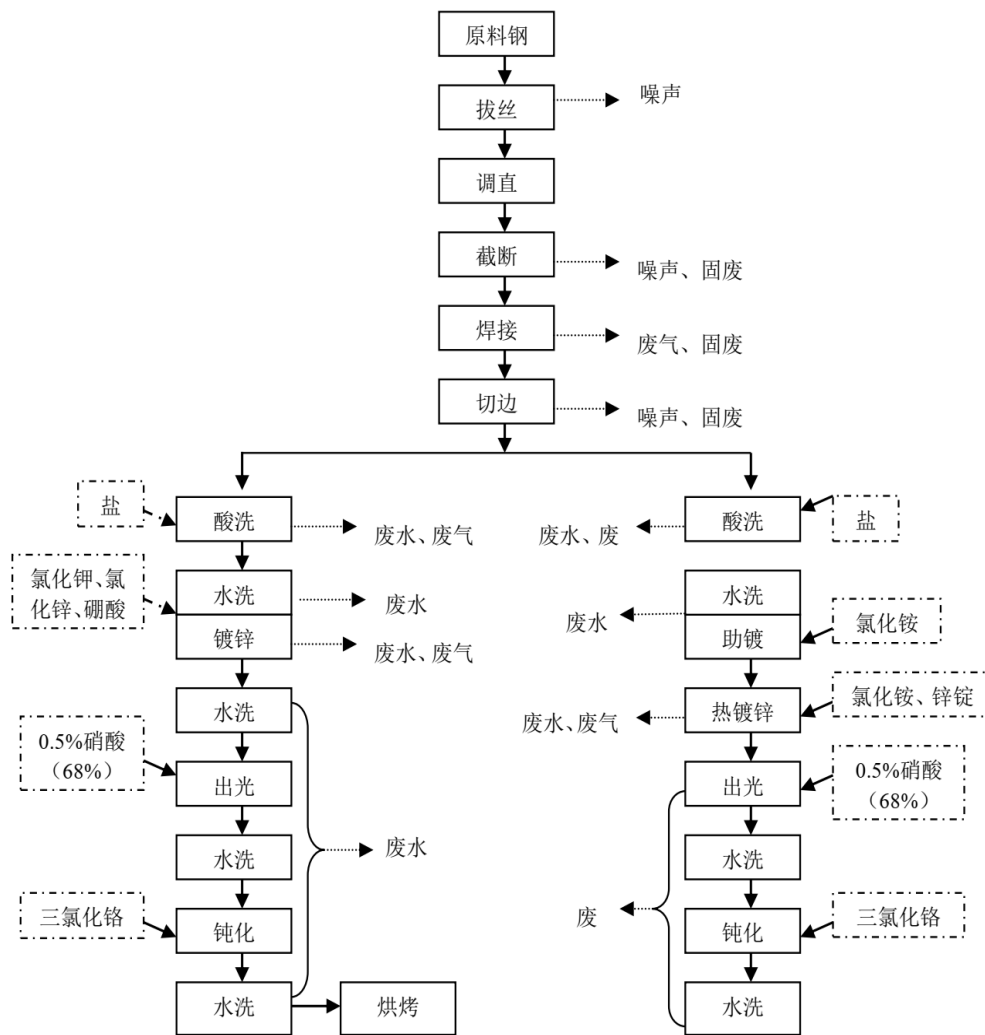 原料钢
拔丝
噪声
调直
截断
噪声、固废
焊接
废气、固废
切边
噪声、固废
盐
酸洗
废水、废气
废水、废
酸洗
盐
氯化钾、氯
化锌、硼酸
水洗
废水
镀锌
废水、废气
废水
水洗
助镀
氯化铵
水洗
废水、废气
热镀锌
氯化铵、锌锭
0.5%硝酸
（68%）
出光
出光
0.5%硝酸
（68%）
水洗
废水
水洗
三氯化铬
钝化
废
钝化
三氯化铬
水洗
烘烤
水洗